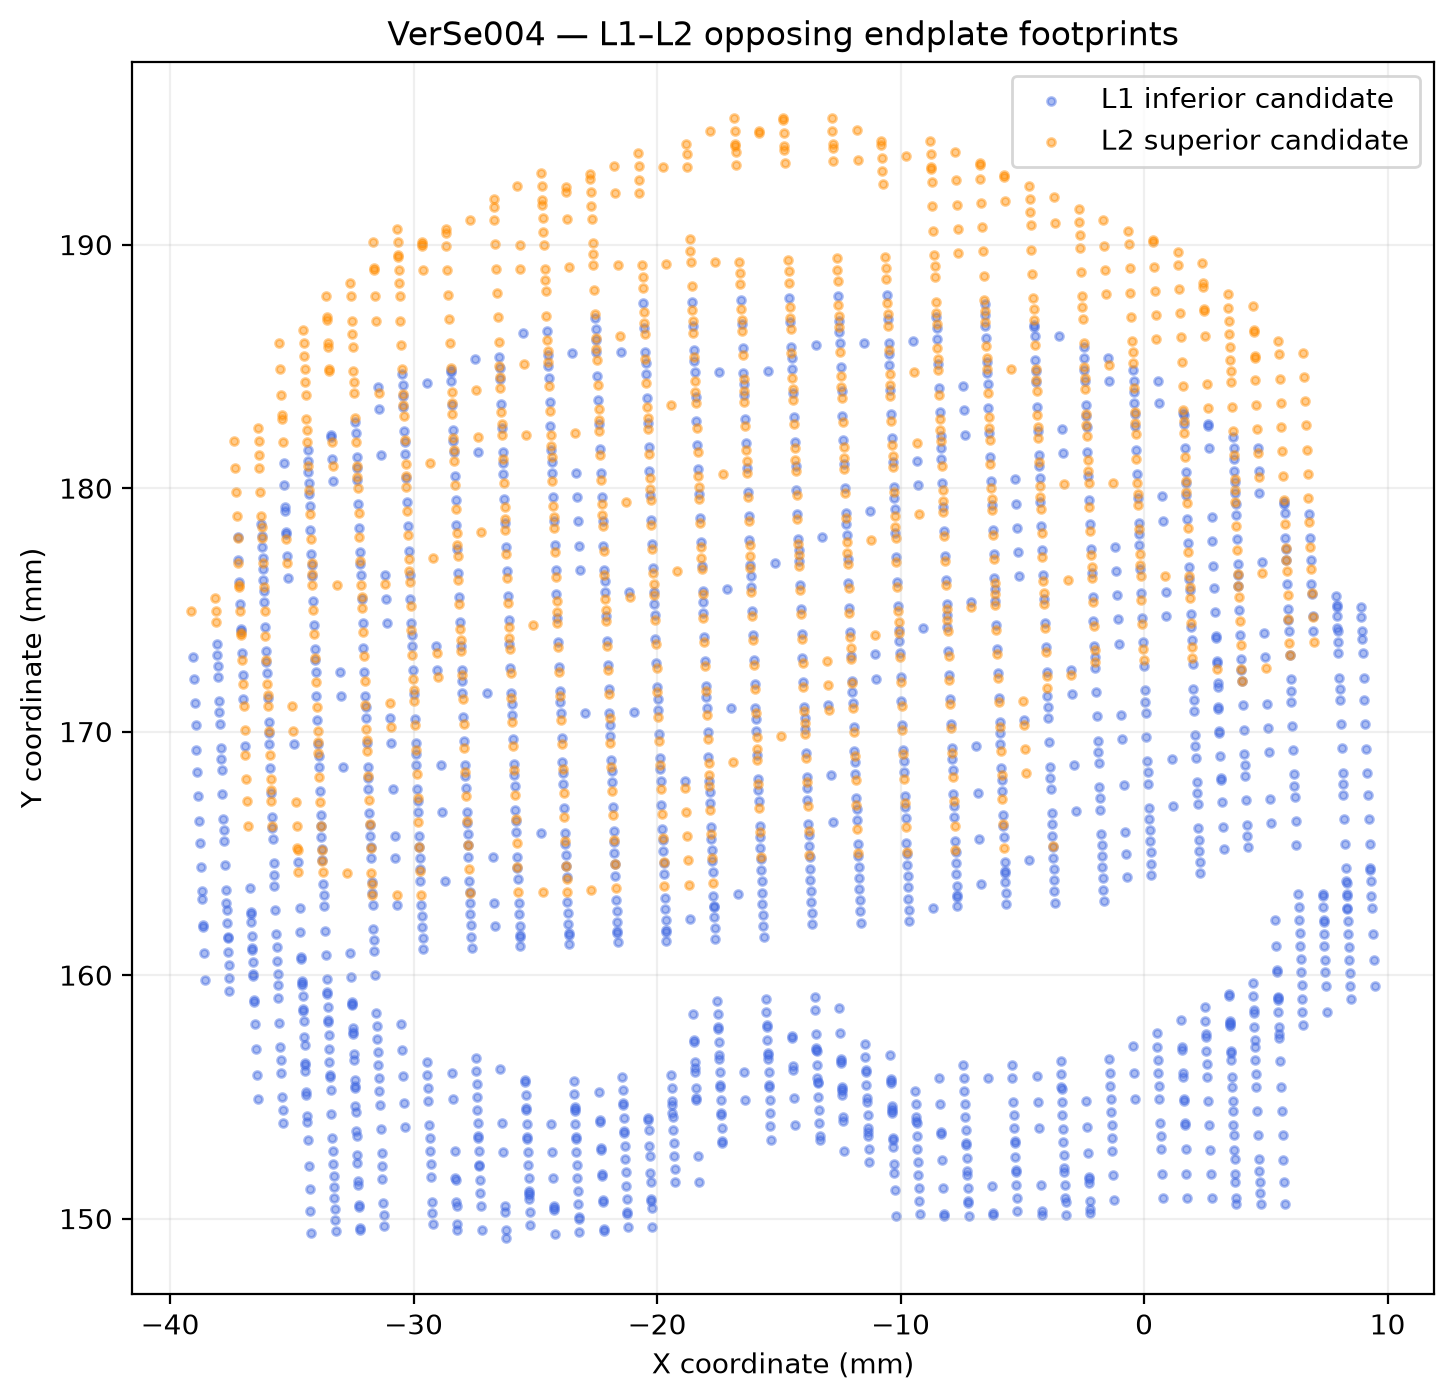 VerSe004 — L1–L2 opposing endplate footprints
L1 inferior candidate
L2 superior candidate
190
180
170
160
150
Y coordinate (mm)
−40 −30 −20 −10 0 10
X coordinate (mm)